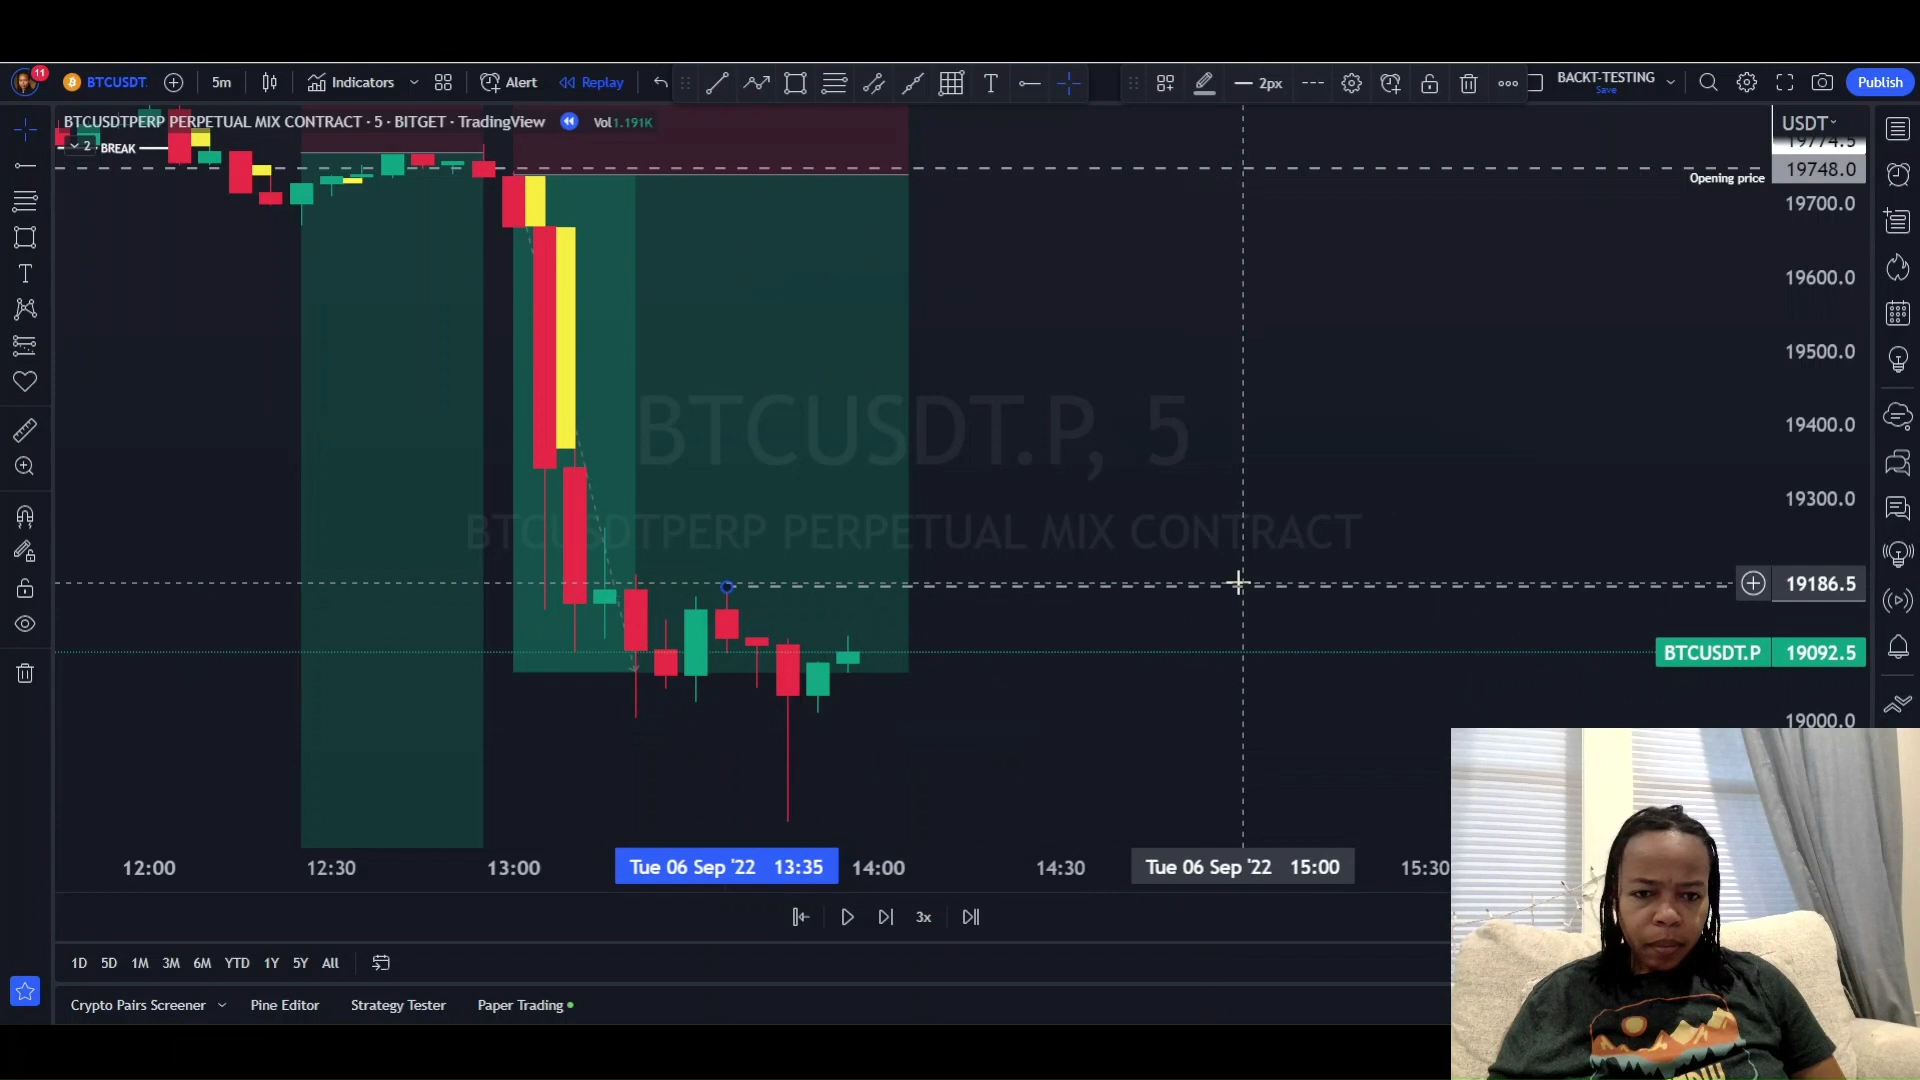 11
BTCUSDT
5m
Indicators
Alert
Replay
T
2px
BACKT-TESTING
Save
Publish
BTCUSDTPERP PERPETUAL MIX CONTRACT · 5 · BITGET · TradingView
Vol 1.191K
2
BREAK
USDT
19774.5
Opening price
19748.0
19700.0
19600.0
19500.0
19400.0
19300.0
19186.5
BTCUSDT.P 19092.5
19000.0
BTCUSDT.P, 5
BTCUSDTPERP PERPETUAL MIX CONTRACT
12:00
12:30
13:00
Tue 06 Sep '22 13:35
14:00
14:30
Tue 06 Sep '22 15:00
15:30
3x
1D 5D 1M 3M 6M YTD 1Y 5Y All
Crypto Pairs Screener
Pine Editor
Strategy Tester
Paper Trading